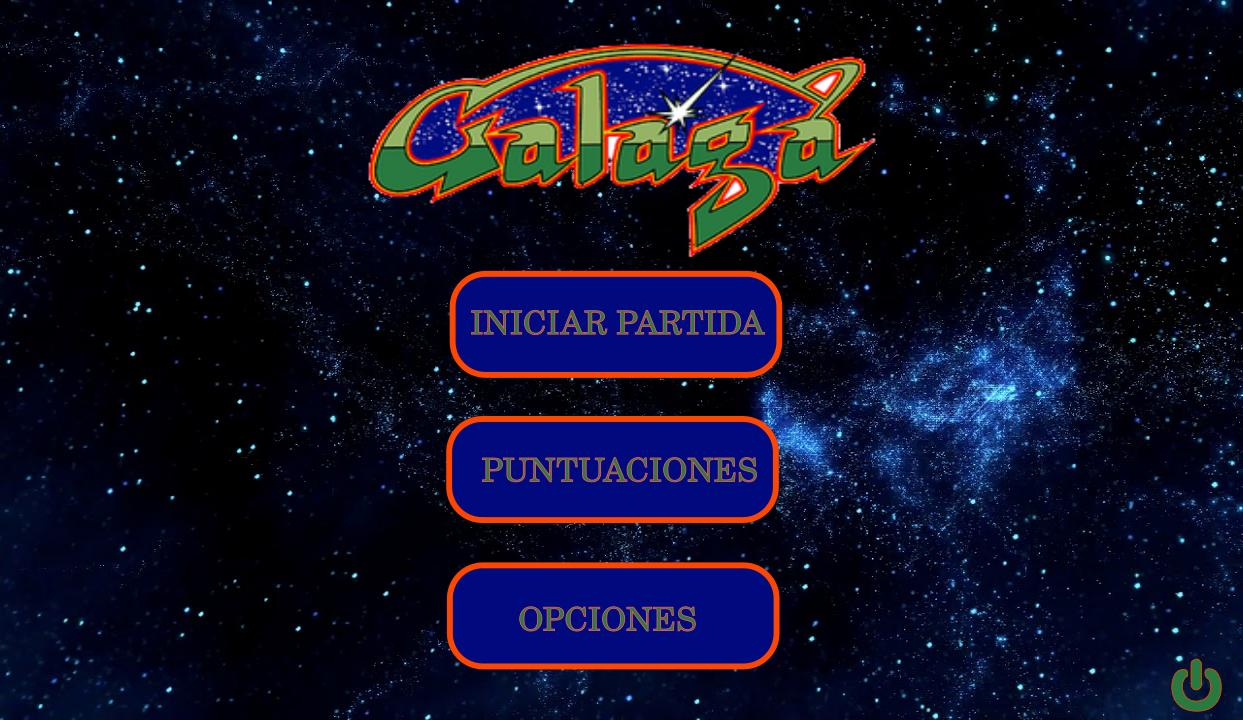 Galaga
INICIAR PARTIDA
PUNTUACIONES
OPCIONES